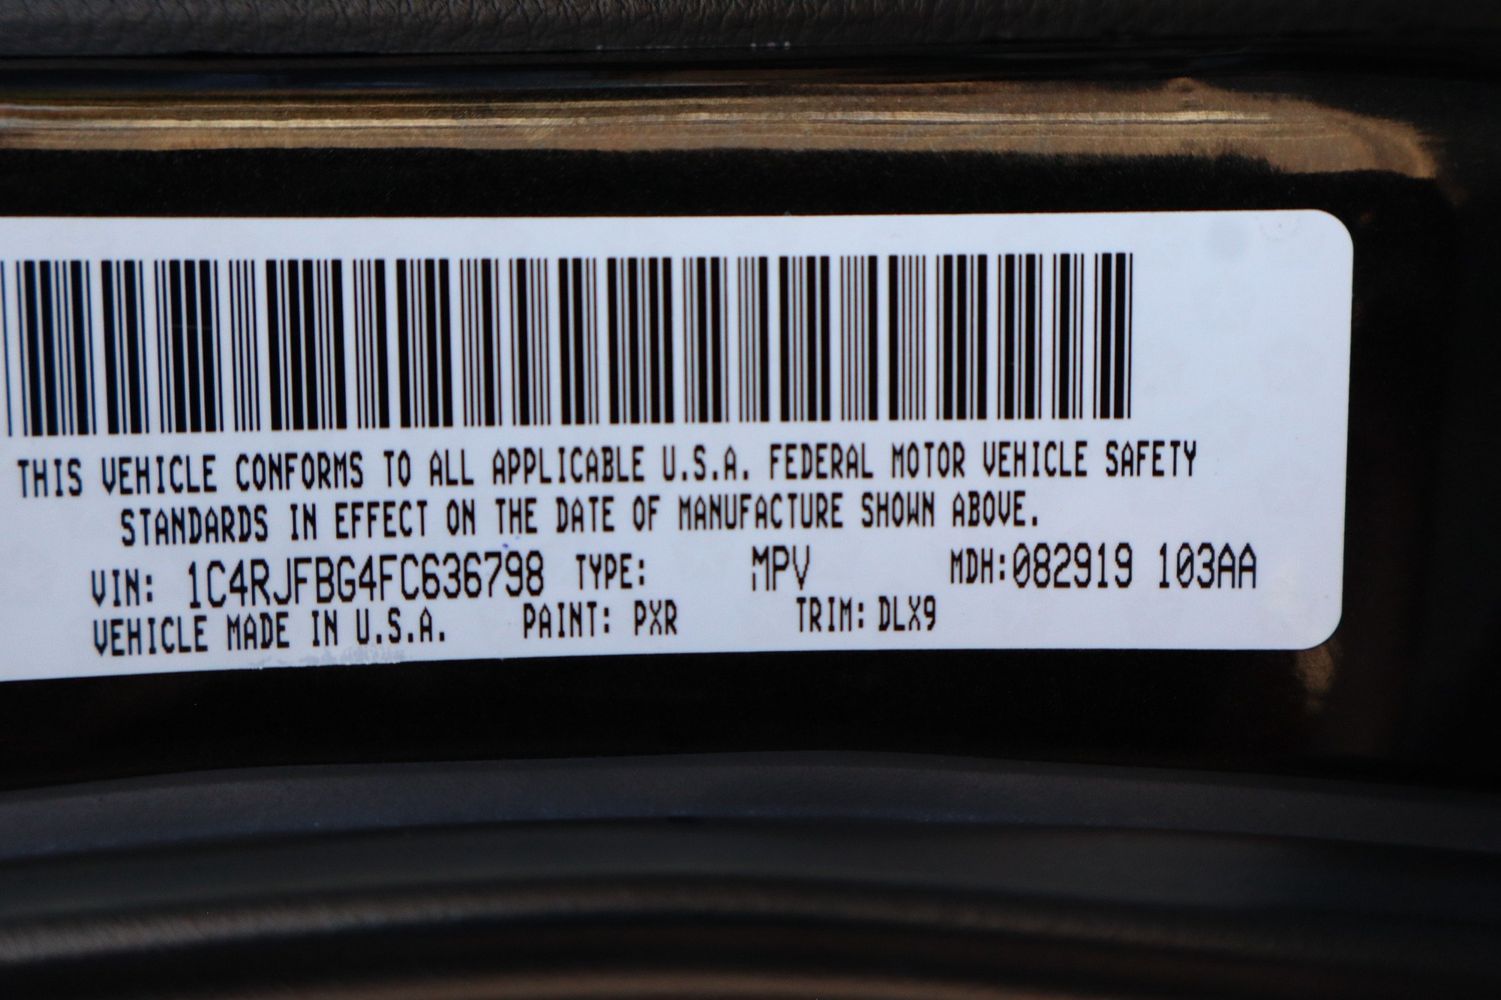 THIS VEHICLE CONFORMS TO ALL APPLICABLE U.S.A. FEDERAL MOTOR VEHICLE SAFETY
STANDARDS IN EFFECT ON THE DATE OF MANUFACTURE SHOWN ABOVE.
VIN: 1C4RJFBG4FC636798 TYPE: MPV MDH:082919 103AA
VEHICLE MADE IN U.S.A. PAINT: PXR TRIM: DLX9